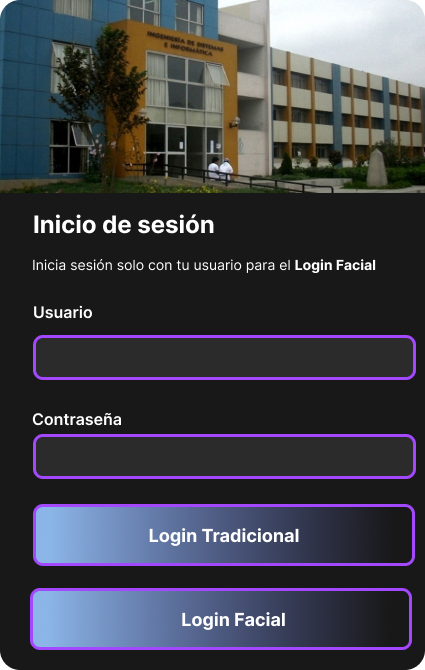 INGENIERÍA DE SISTEMAS
E INFORMÁTICA
Inicio de sesión
Inicia sesión solo con tu usuario para el Login Facial
Usuario
Contraseña
Login Tradicional
Login Facial